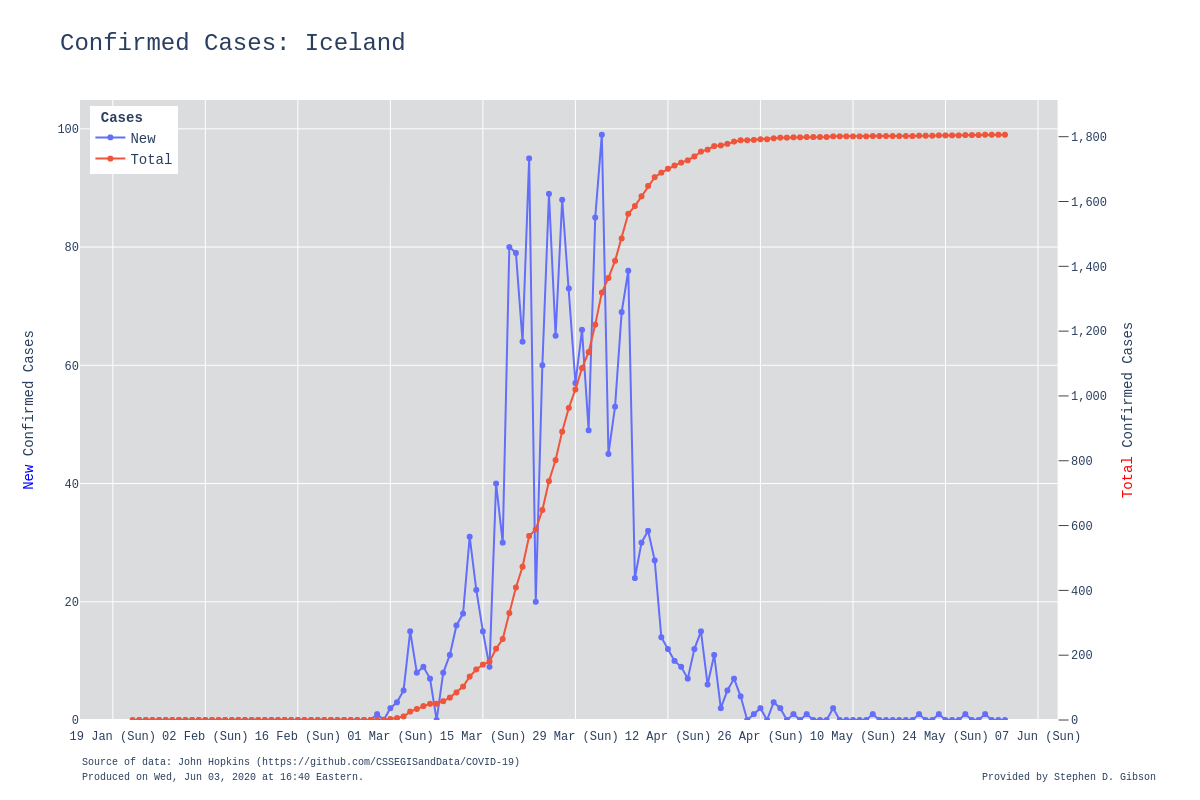 Confirmed Cases: Iceland
Cases
New
Total
100
80
60
40
20
0
New Confirmed Cases
1,800
1,600
1,400
1,200
1,000
800
600
400
200
0
Total Confirmed Cases
19 Jan (Sun) 02 Feb (Sun) 16 Feb (Sun) 01 Mar (Sun) 15 Mar (Sun) 29 Mar (Sun) 12 Apr (Sun) 26 Apr (Sun) 10 May (Sun) 24 May (Sun) 07 Jun (Sun)
Source of data: John Hopkins (https://github.com/CSSEGISandData/COVID-19)
Produced on Wed, Jun 03, 2020 at 16:40 Eastern.
Provided by Stephen D. Gibson